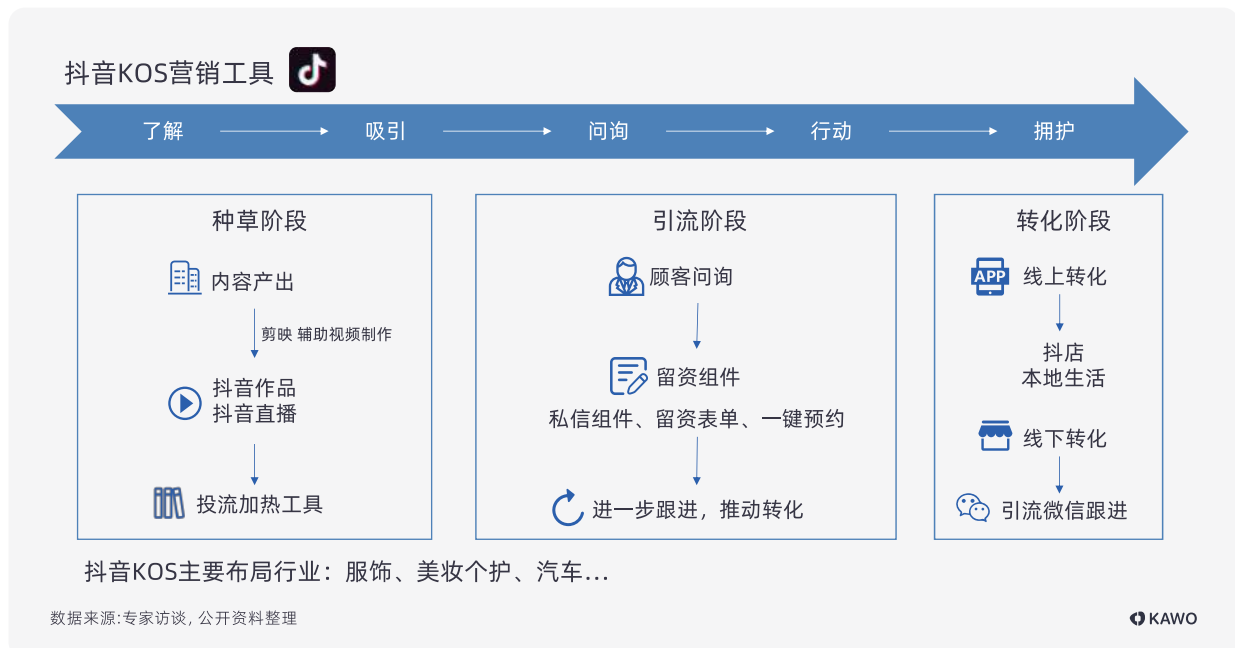 抖音KOS营销工具
了解
吸引
问询
行动
拥护
种草阶段
内容产出
剪映 辅助视频制作
抖音作品
抖音直播
投流加热工具
引流阶段
顾客问询
留资组件
私信组件、留资表单、一键预约
进一步跟进，推动转化
转化阶段
APP
线上转化
抖店
本地生活
线下转化
引流微信跟进
抖音KOS主要布局行业：服饰、美妆个护、汽车...
数据来源:专家访谈, 公开资料整理
KAWO